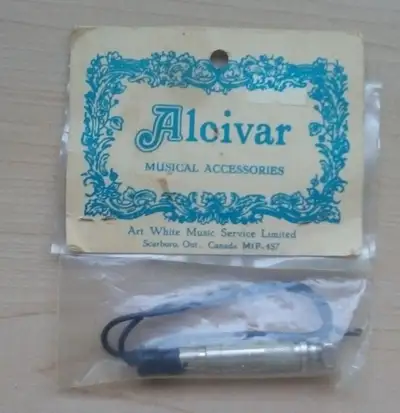 Alcivar
MUSICAL ACCESSORIES
Art White Music Service Limited
Scarboro, Ont., Canada M1P-4S7